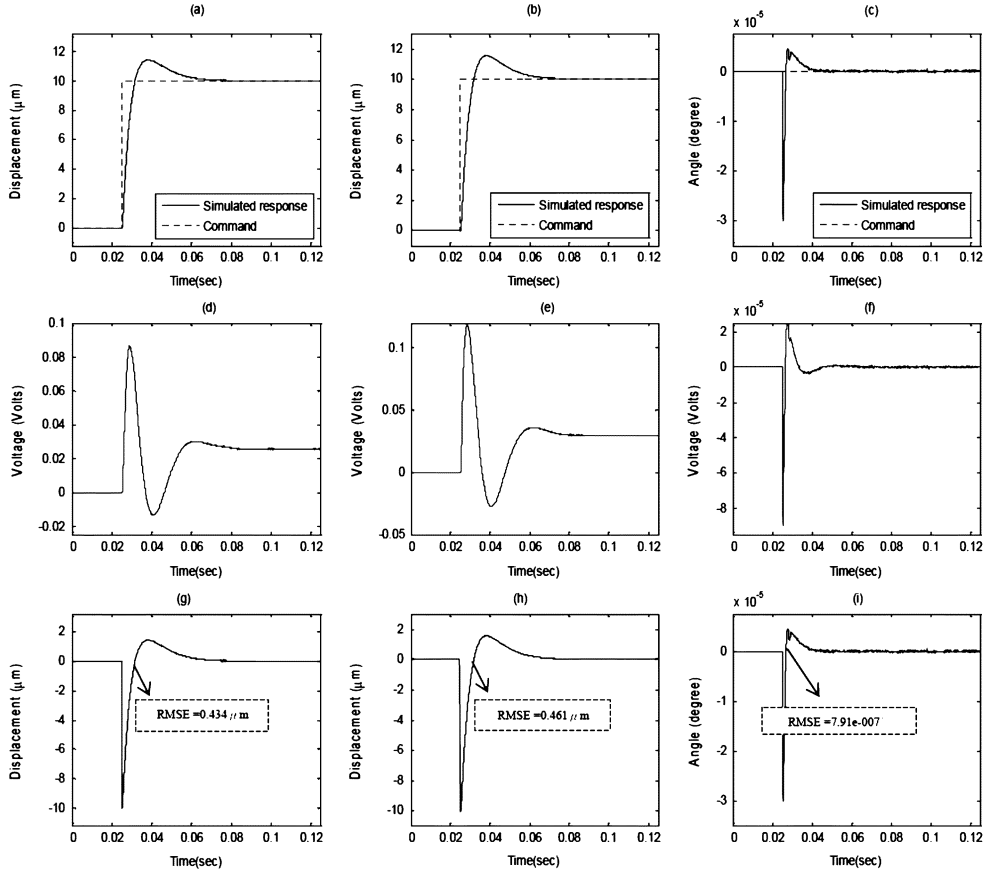 (a)
Displacement (μm)
12
10
8
6
4
2
0
Simulated response
Command
0 0.02 0.04 0.06 0.08 0.1 0.12
Time(sec)
(b)
Displacement (μm)
12
10
8
6
4
2
0
Simulated response
Command
0 0.02 0.04 0.06 0.08 0.1 0.12
Time(sec)
(c)
x 10⁻⁵
Angle (degree)
0
-1
-2
-3
Simulated response
Command
0 0.02 0.04 0.06 0.08 0.1 0.12
Time(sec)
(d)
Voltage (Volts)
0.1
0.08
0.06
0.04
0.02
0
-0.02
0 0.02 0.04 0.06 0.08 0.1 0.12
Time(sec)
(e)
Voltage (Volts)
0.1
0.05
0
-0.05
0 0.02 0.04 0.06 0.08 0.1 0.12
Time(sec)
(f)
x 10⁻⁵
Voltage (Volts)
2
0
-2
-4
-6
-8
0 0.02 0.04 0.06 0.08 0.1 0.12
Time(sec)
(g)
Displacement (μm)
2
0
-2
-4
-6
-8
-10
RMSE =0.434 μ m
0 0.02 0.04 0.06 0.08 0.1 0.12
Time(sec)
(h)
Displacement (μm)
2
0
-2
-4
-6
-8
-10
RMSE =0.461 μ m
0 0.02 0.04 0.06 0.08 0.1 0.12
Time(sec)
(i)
x 10⁻⁵
Angle (degree)
0
-1
-2
-3
RMSE =7.91e-007
0 0.02 0.04 0.06 0.08 0.1 0.12
Time(sec)